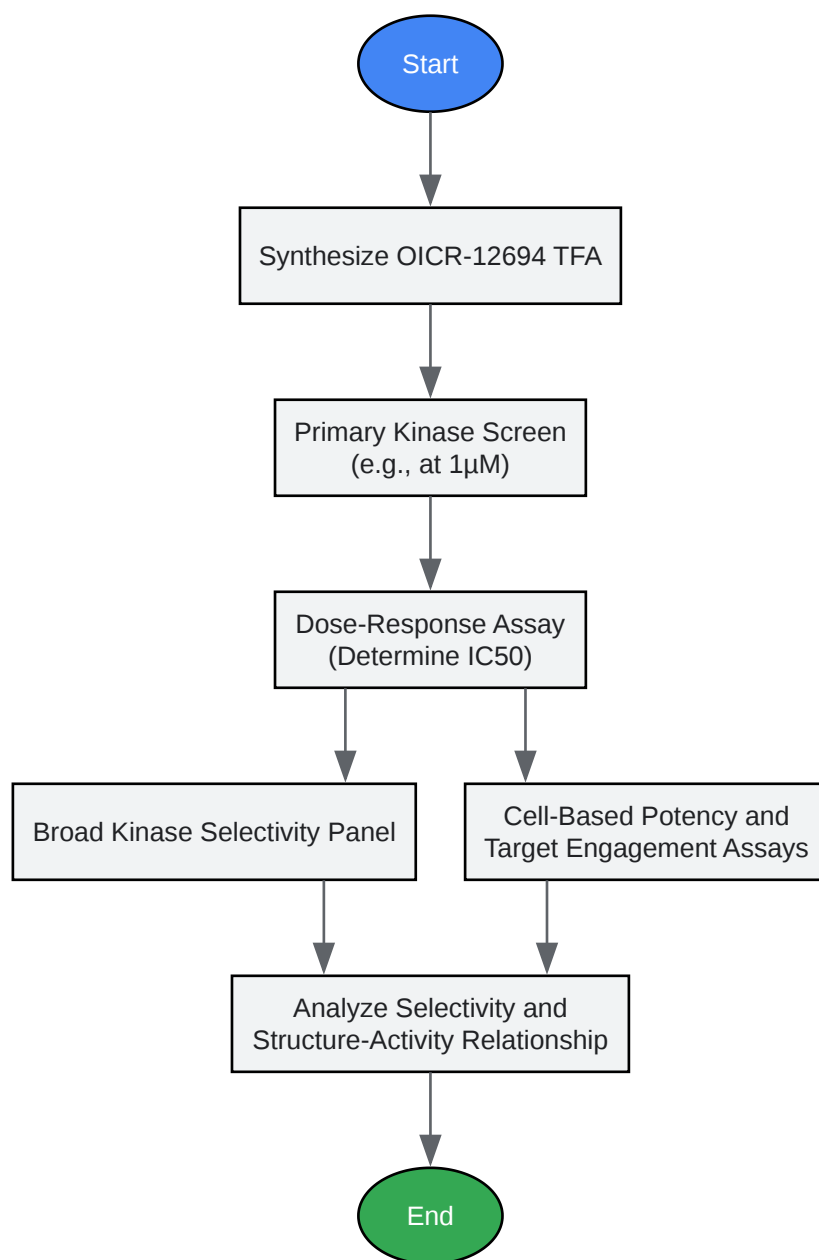 Start
Synthesize OICR-12694 TFA
Primary Kinase Screen
(e.g., at 1µM)
Dose-Response Assay
(Determine IC50)
Broad Kinase Selectivity Panel
Cell-Based Potency and
Target Engagement Assays
Analyze Selectivity and
Structure-Activity Relationship
End